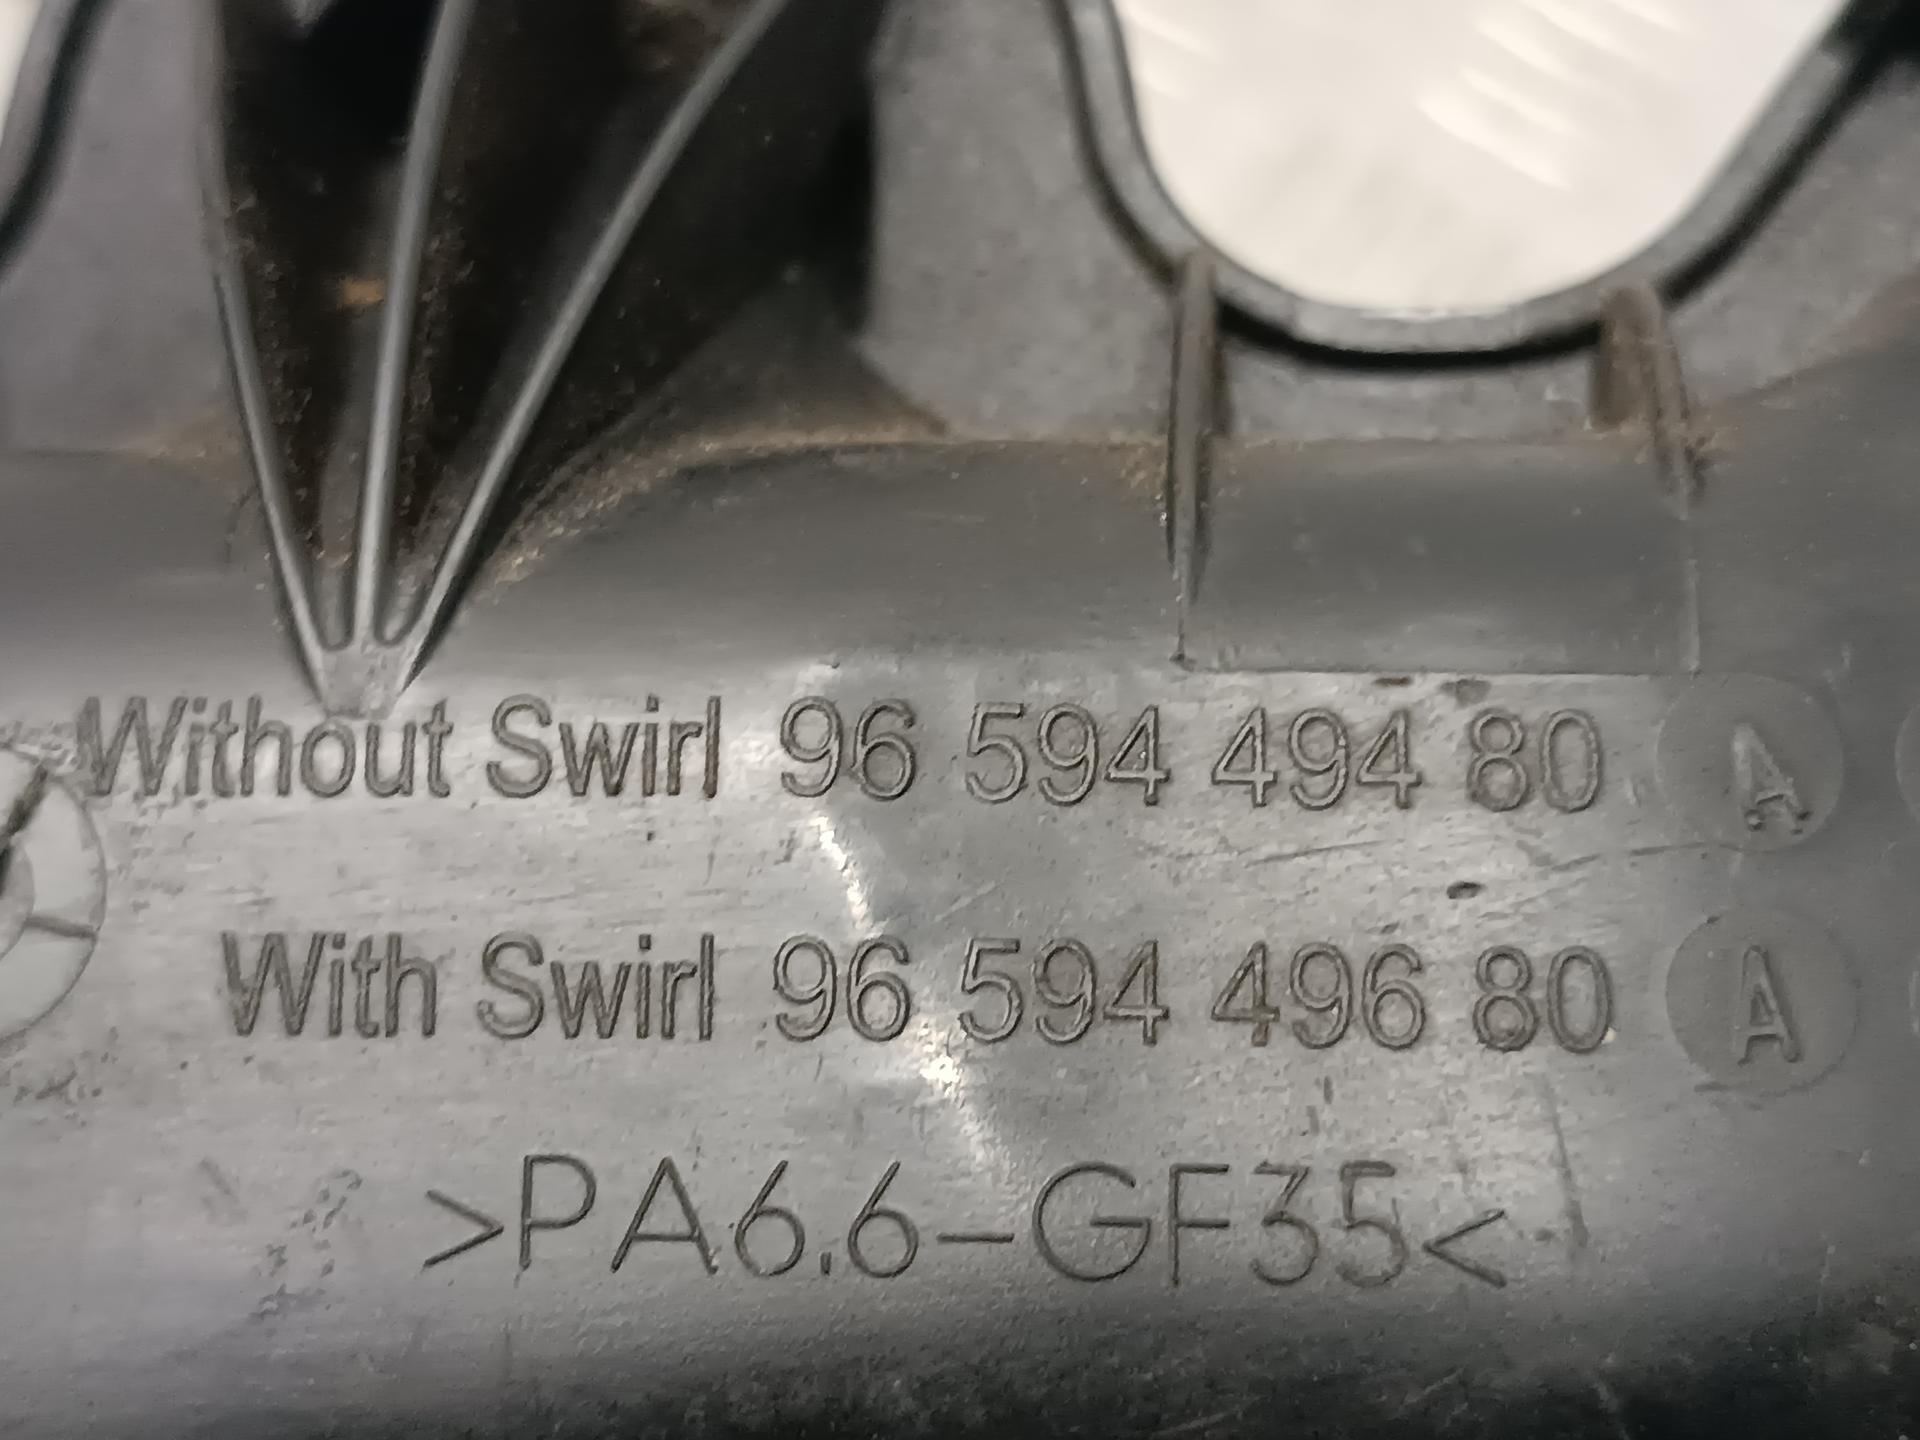 Without Swirl 96 594 494 80 A
With Swirl 96 594 496 80 A
>PA6.6-GF35<